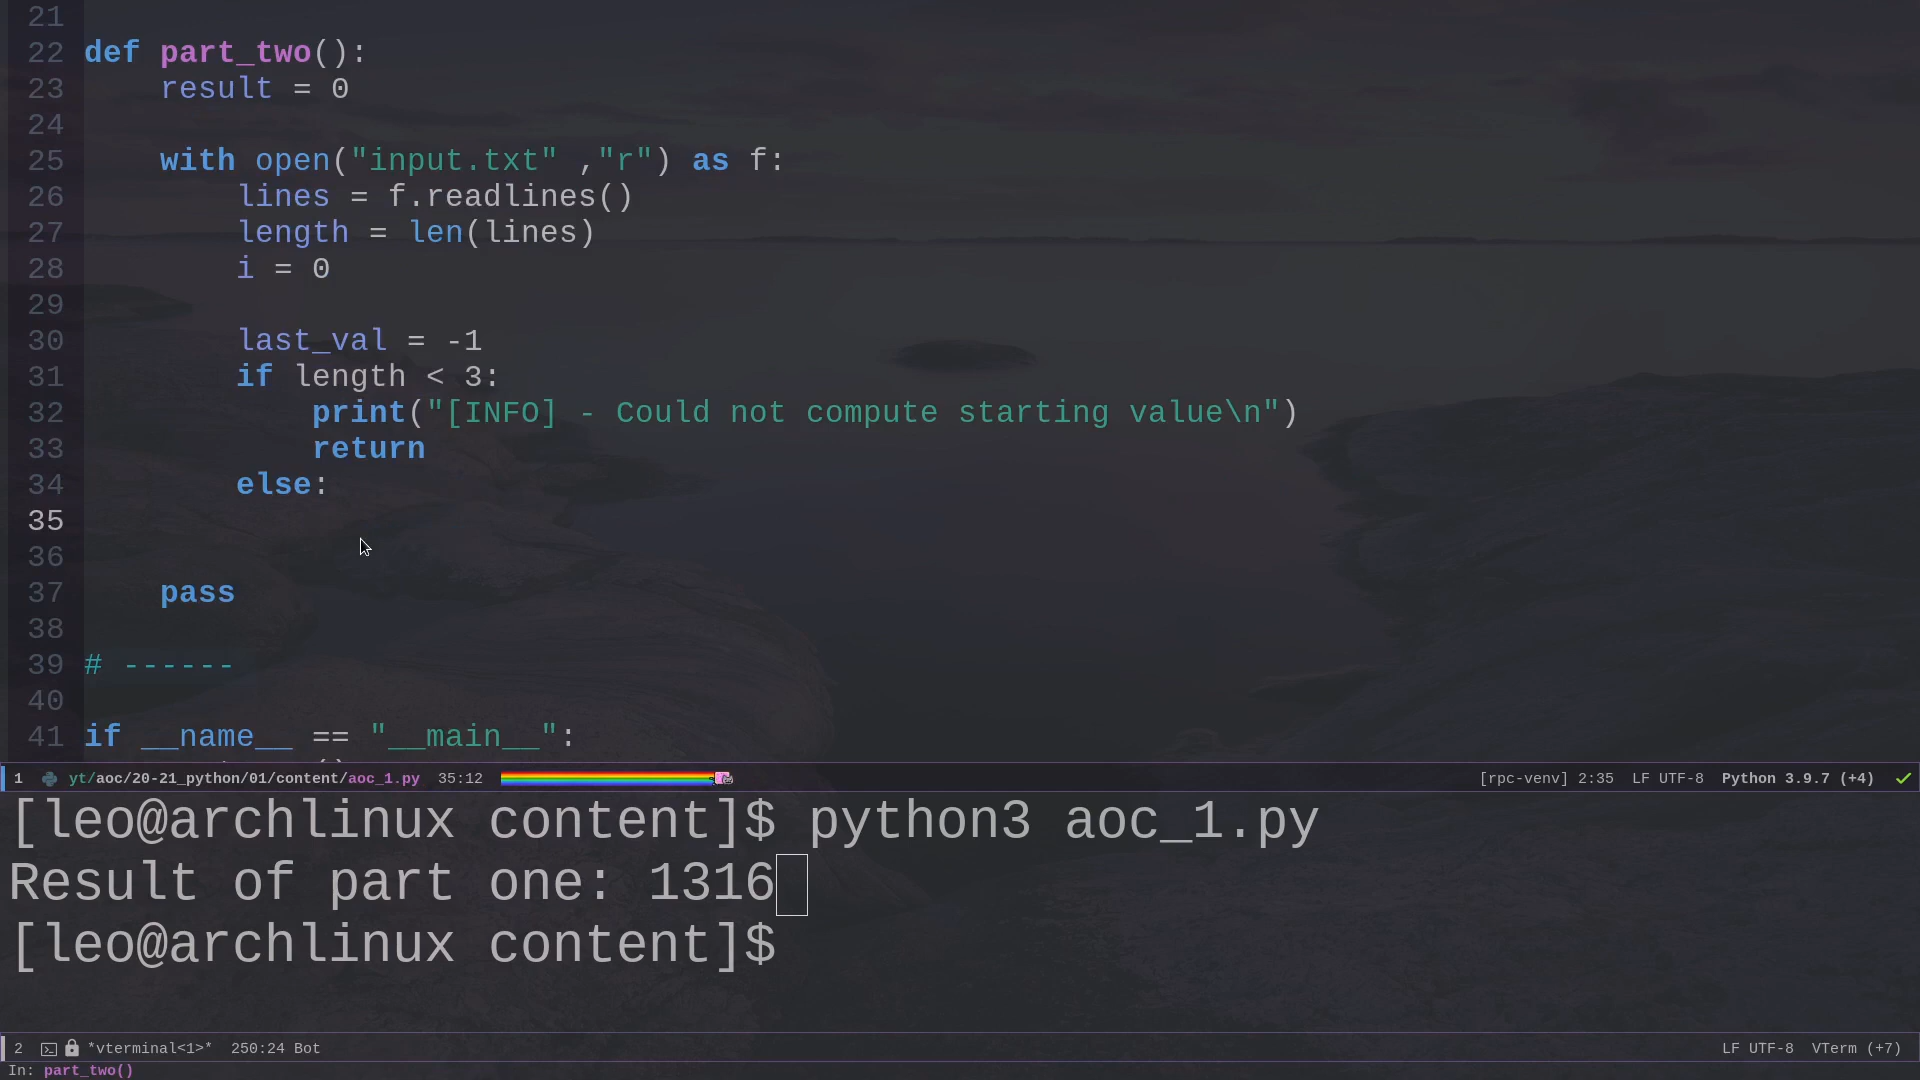 21
22 def part_two():
23     result = 0
24
25     with open("input.txt" ,"r") as f:
26         lines = f.readlines()
27         length = len(lines)
28         i = 0
29
30         last_val = -1
31         if length < 3:
32             print("[INFO] - Could not compute starting value\n")
33             return
34         else:
35
36
37     pass
38
39 # ------
40
41 if __name__ == "__main__":
1 yt/aoc/20-21_python/01/content/aoc_1.py 35:12 [rpc-venv] 2:35 LF UTF-8 Python 3.9.7 (+4)
[leo@archlinux content]$ python3 aoc_1.py
Result of part one: 1316
[leo@archlinux content]$
2 *vterminal<1>* 250:24 Bot LF UTF-8 VTerm (+7)
In: part_two()